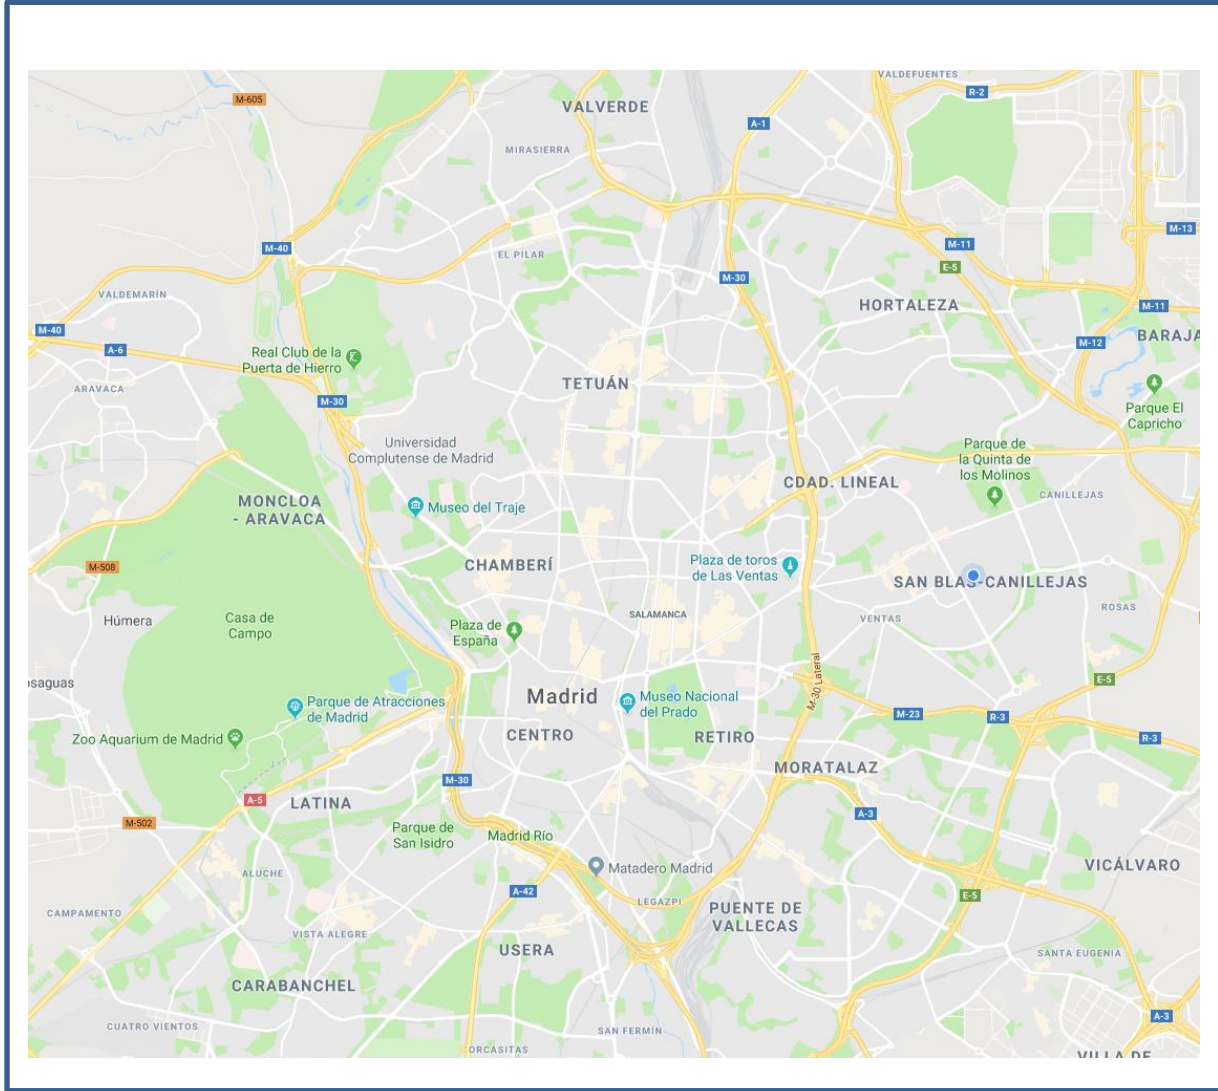 VALDEFUENTES
R-2
M-605
VALVERDE
A-1
MIRASIERRA
M-13
M-40
M-11
EL PILAR
E-5
M-30
VALDEMARÍN
HORTALEZA
M-11
M-40
M-12
BARAJA
A-6
Real Club de la
Puerta de Hierro
TETUÁN
ARAVACA
M-30
Parque El
Capricho
Universidad
Complutense de Madrid
Parque de
la Quinta de
los Molinos
CDAD. LINEAL
CANILLEJAS
MONCLOA
- ARAVACA
Museo del Traje
CHAMBERÍ
Plaza de toros
de Las Ventas
M-508
SAN BLAS-CANILLEJAS
ROSAS
Húmera
Casa de
Campo
SALAMANCA
VENTAS
Plaza de
España
osaguas
M-30 Lateral
E-5
Madrid
Museo Nacional
del Prado
Parque de Atracciones
de Madrid
M-23
R-3
Zoo Aquarium de Madrid
CENTRO
RETIRO
R-3
MORATALAZ
M-30
A-5
LATINA
M-502
A-3
Parque de
San Isidro
Madrid Río
Matadero Madrid
VICÁLVARO
ALUCHE
A-42
E-5
LEGAZPI
CAMPAMENTO
PUENTE DE
VALLECAS
VISTA ALEGRE
USERA
SANTA EUGENIA
CARABANCHEL
A-3
CUATRO VIENTOS
SAN FERMÍN
ORCASITAS
VILLA DE